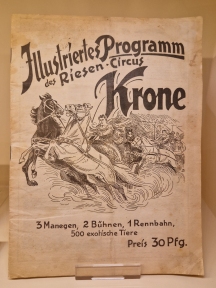 Illustriertes Programm
des Riesen-Circus
Krone
3 Manegen, 2 Bühnen, 1 Rennbahn,
500 exotische Tiere
Preis 30 Pfg.